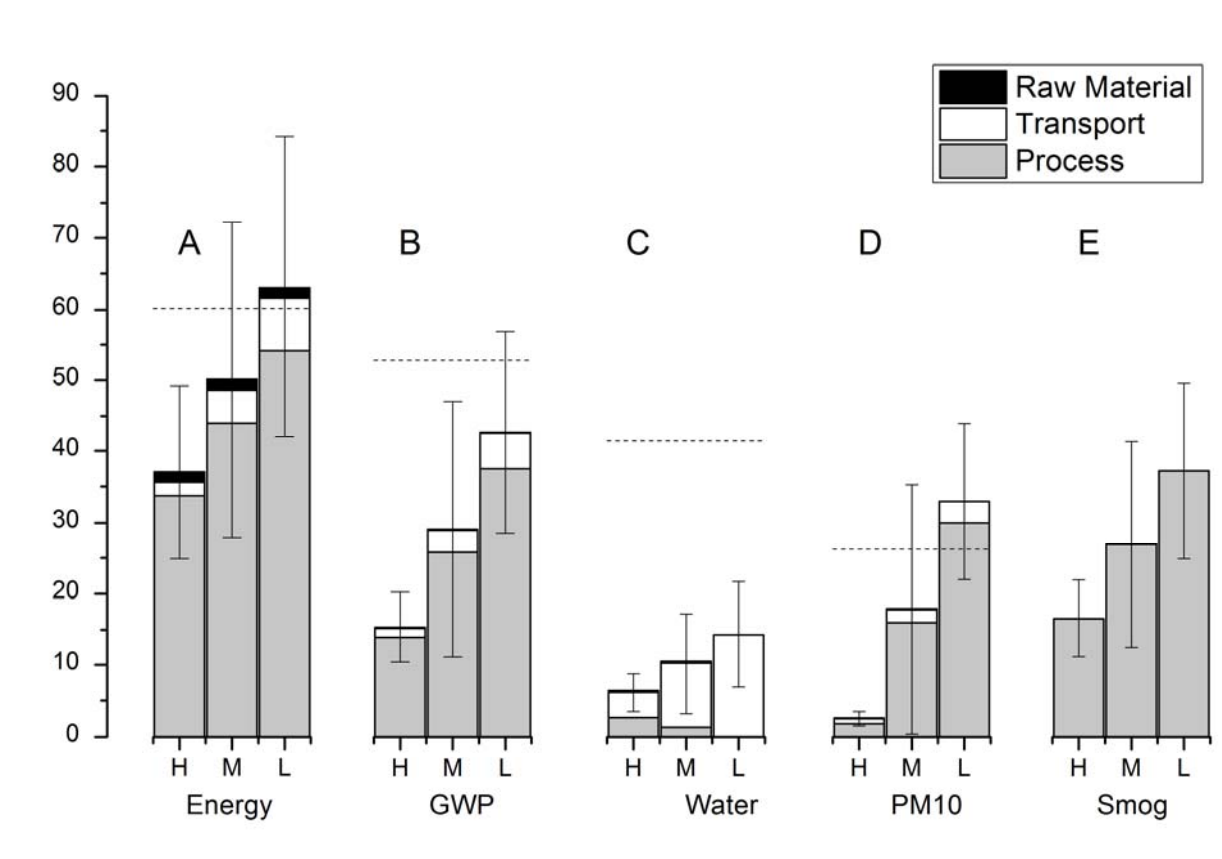 Raw Material
Transport
Process
90
80
70
60
50
40
30
20
10
0
A
B
C
D
E
H M L
H M L
H M L
H M L
H M L
Energy
GWP
Water
PM10
Smog